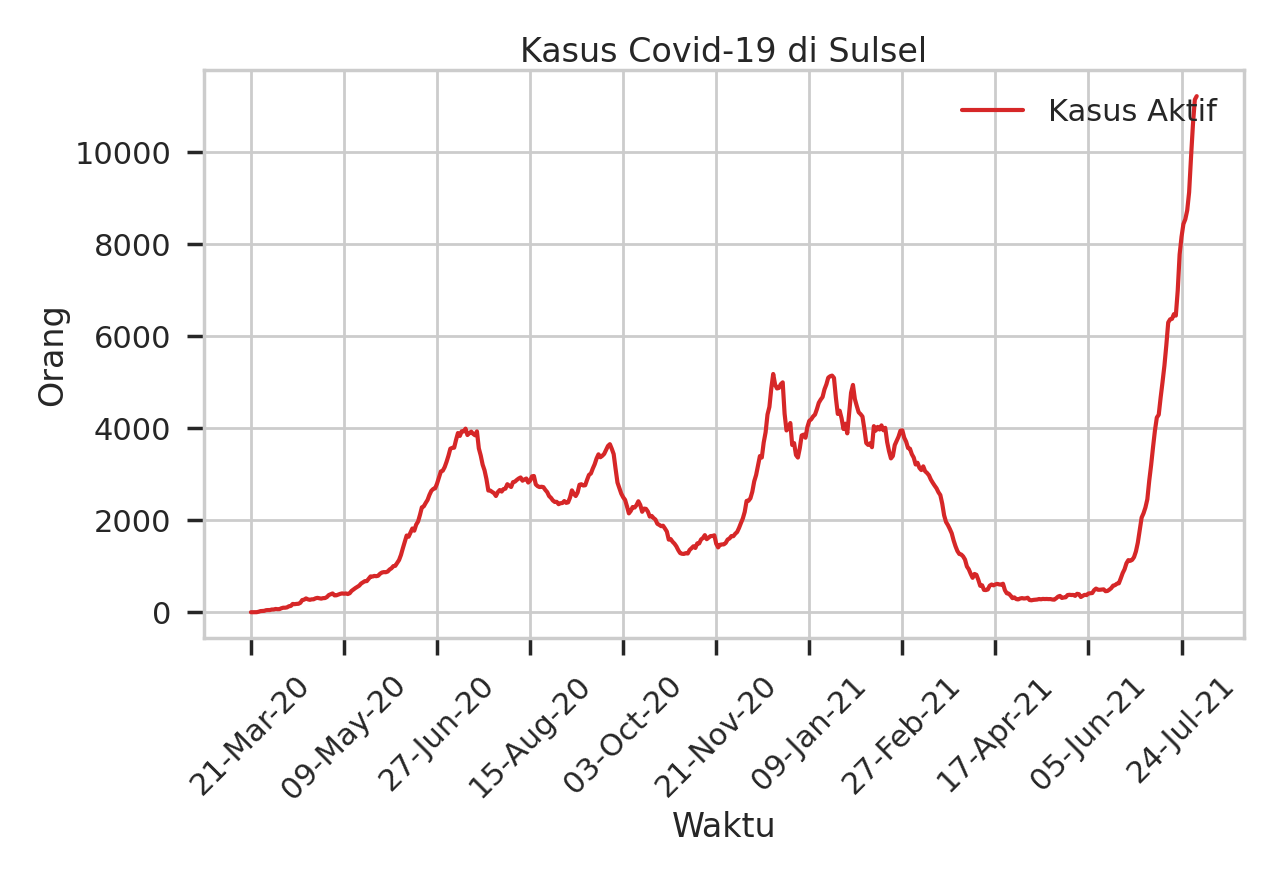 Kasus Covid-19 di Sulsel
Kasus Aktif
10000
8000
6000
4000
2000
0
Orang
21-Mar-20
09-May-20
27-Jun-20
15-Aug-20
03-Oct-20
21-Nov-20
09-Jan-21
27-Feb-21
17-Apr-21
05-Jun-21
24-Jul-21
Waktu